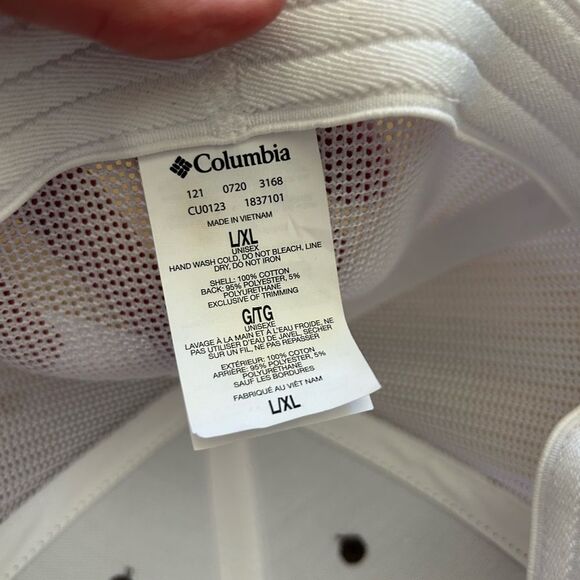 Columbia
121 0720 3168
CU0123 1837101
MADE IN VIETNAM
L/XL
UNISEX
HAND WASH COLD, DO NOT BLEACH, LINE
DRY, DO NOT IRON
SHELL: 100% COTTON
BACK: 95% POLYESTER, 5%
POLYURETHANE
EXCLUSIVE OF TRIMMING
G/TG
UNISEXE
LAVAGE À LA MAIN ET À L'EAU FROIDE, NE
PAS UTILISER D'EAU DE JAVEL, SÉCHER
SUR UN FIL, NE PAS REPASSER
EXTÉRIEUR: 100% COTTON
ARRIÈRE: 95% POLYESTER, 5%
POLYURÉTHANE
SAUF LES BORDURES
FABRIQUÉ AU VIÊT NAM
L/XL